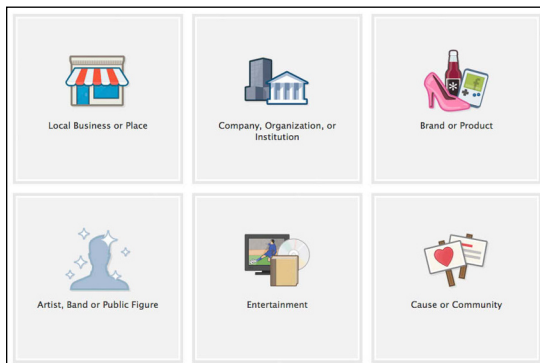 Local Business or Place
Company, Organization, or
Institution
Brand or Product
Artist, Band or Public Figure
Entertainment
Cause or Community